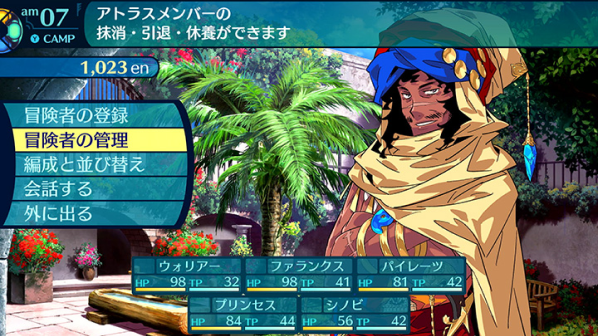 am07
Y CAMP
アトラスメンバーの
抹消・引退・休養ができます
1,023en
冒険者の登録
冒険者の管理
編成と並び替え
会話する
外に出る
ウォリアー ファランクス パイレーツ
HP 98 TP 32 HP 98 TP 41 HP 81 TP 42
プリンセス シノビ
HP 84 TP 44 HP 56 TP 42